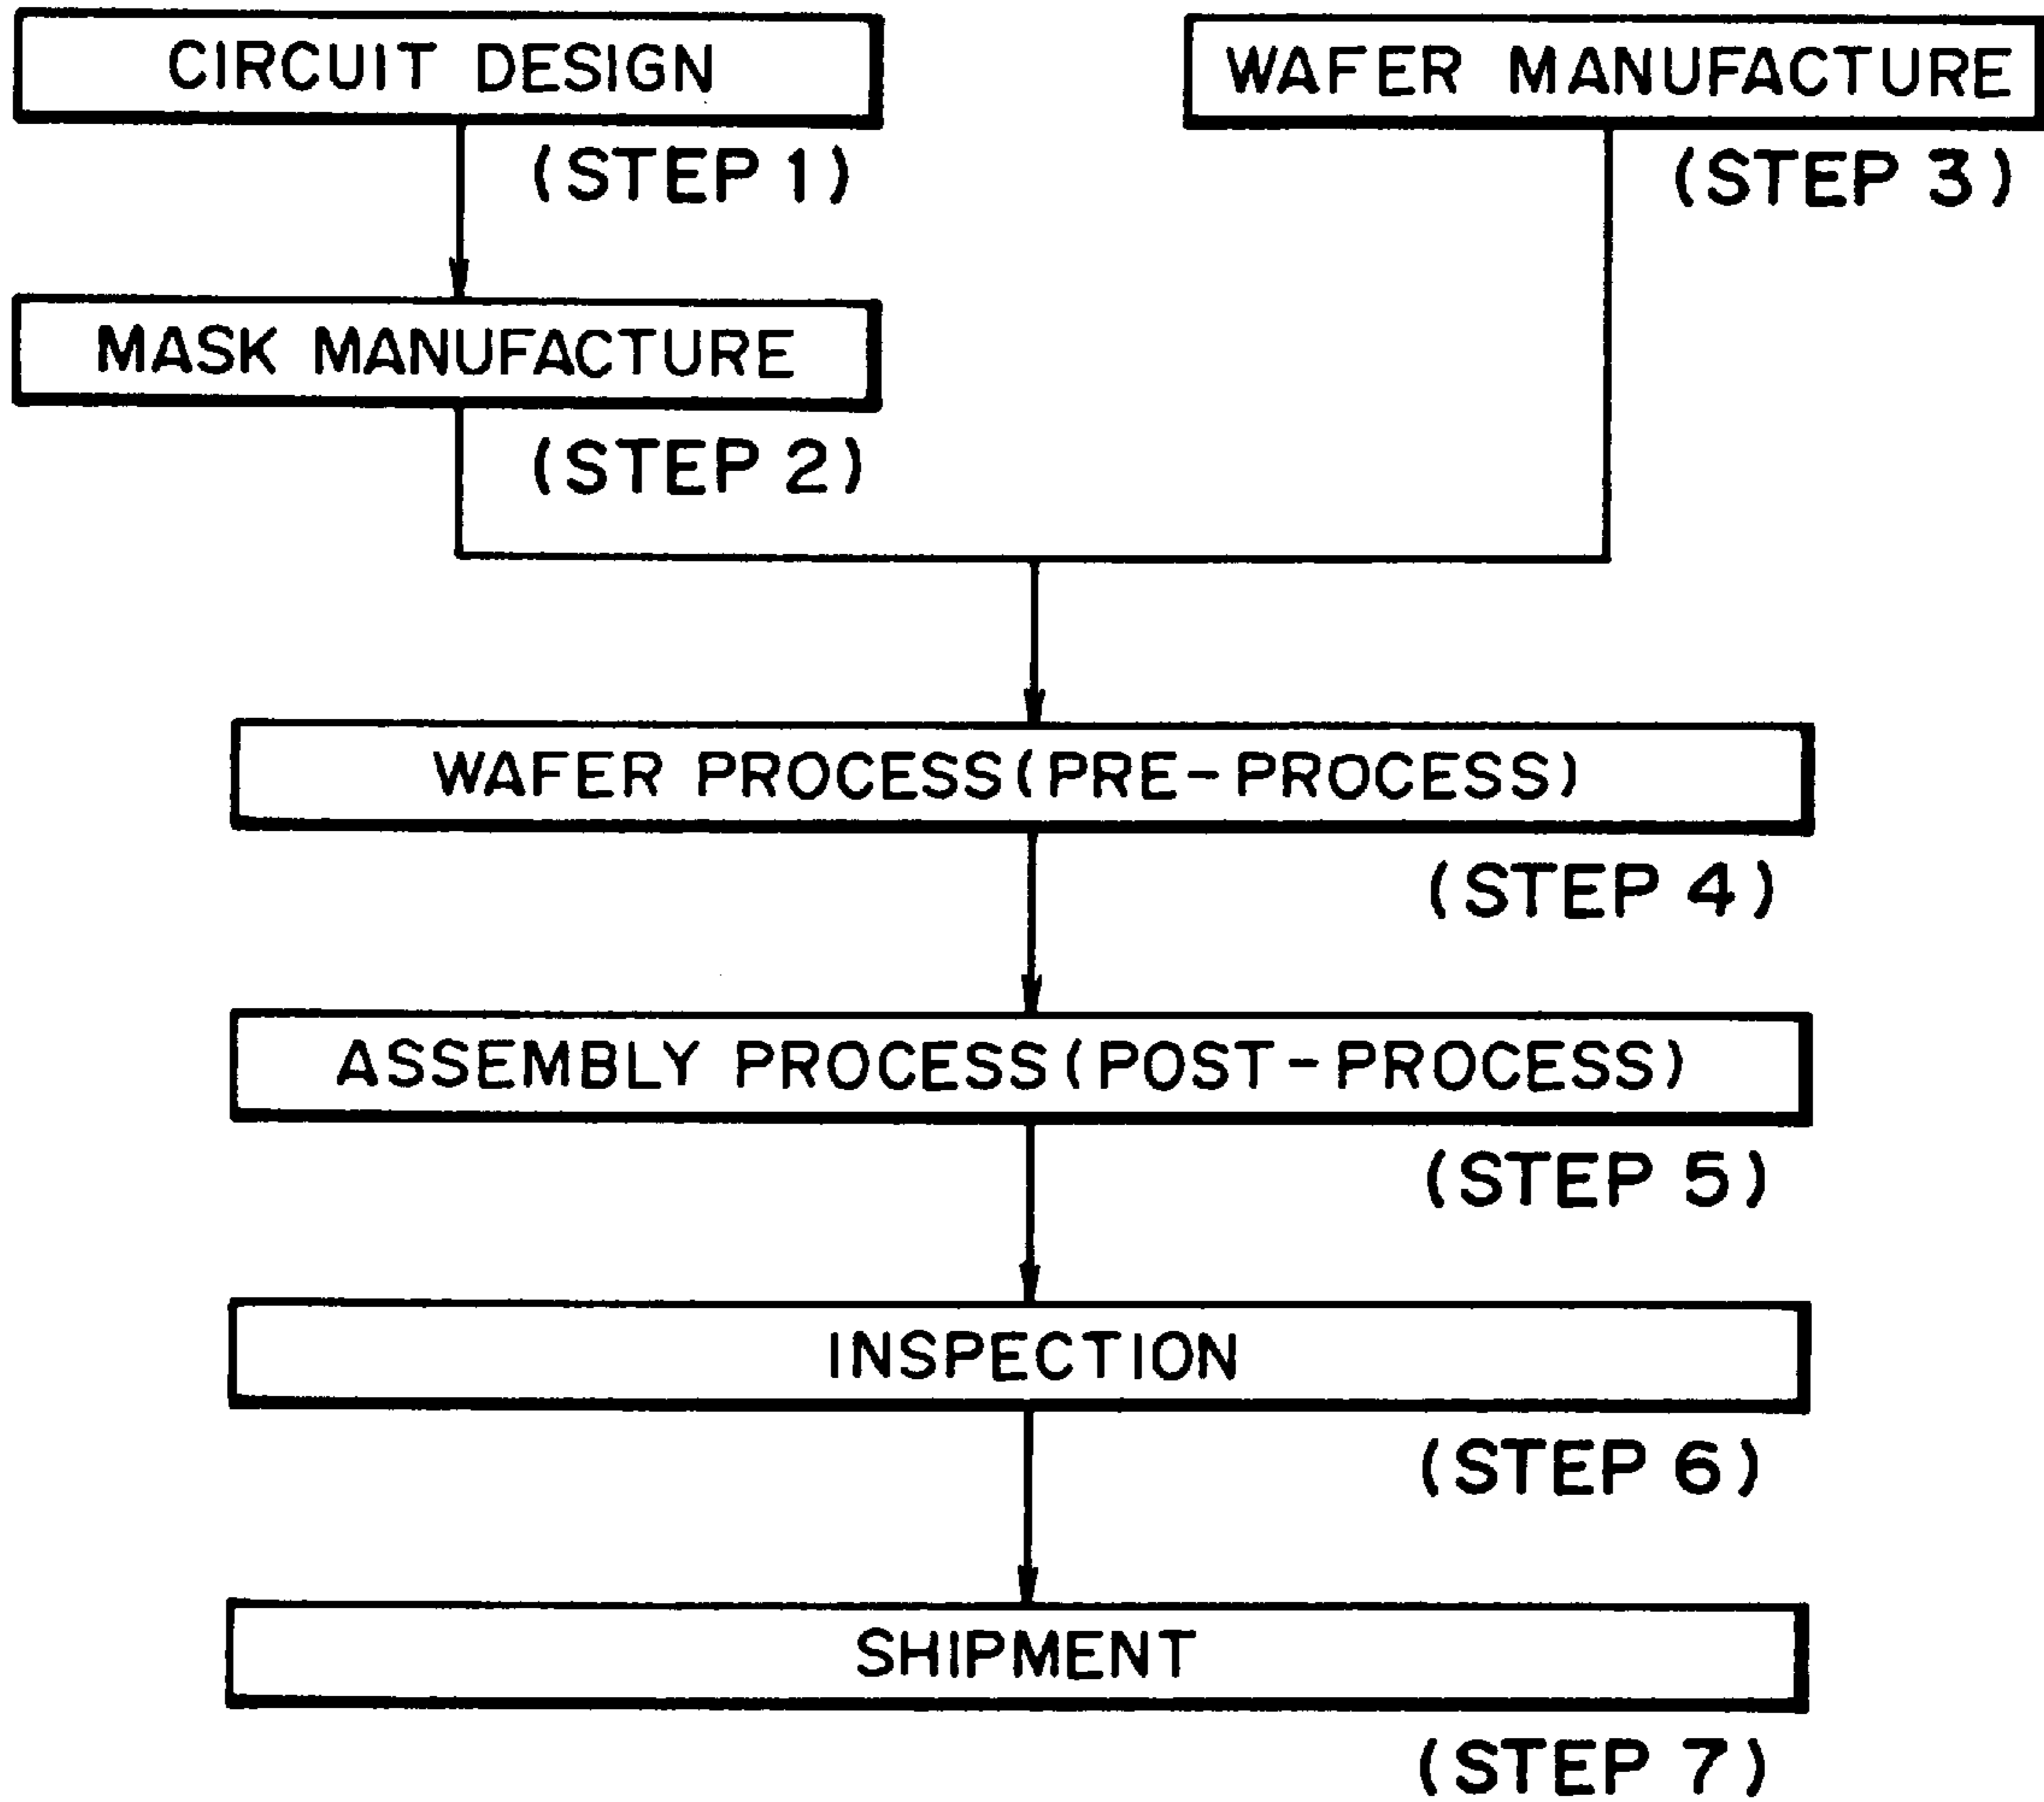 CIRCUIT DESIGN
(STEP 1)
WAFER MANUFACTURE
(STEP 3)
MASK MANUFACTURE
(STEP 2)
WAFER PROCESS(PRE-PROCESS)
(STEP 4)
ASSEMBLY PROCESS(POST-PROCESS)
(STEP 5)
INSPECTION
(STEP 6)
SHIPMENT
(STEP 7)